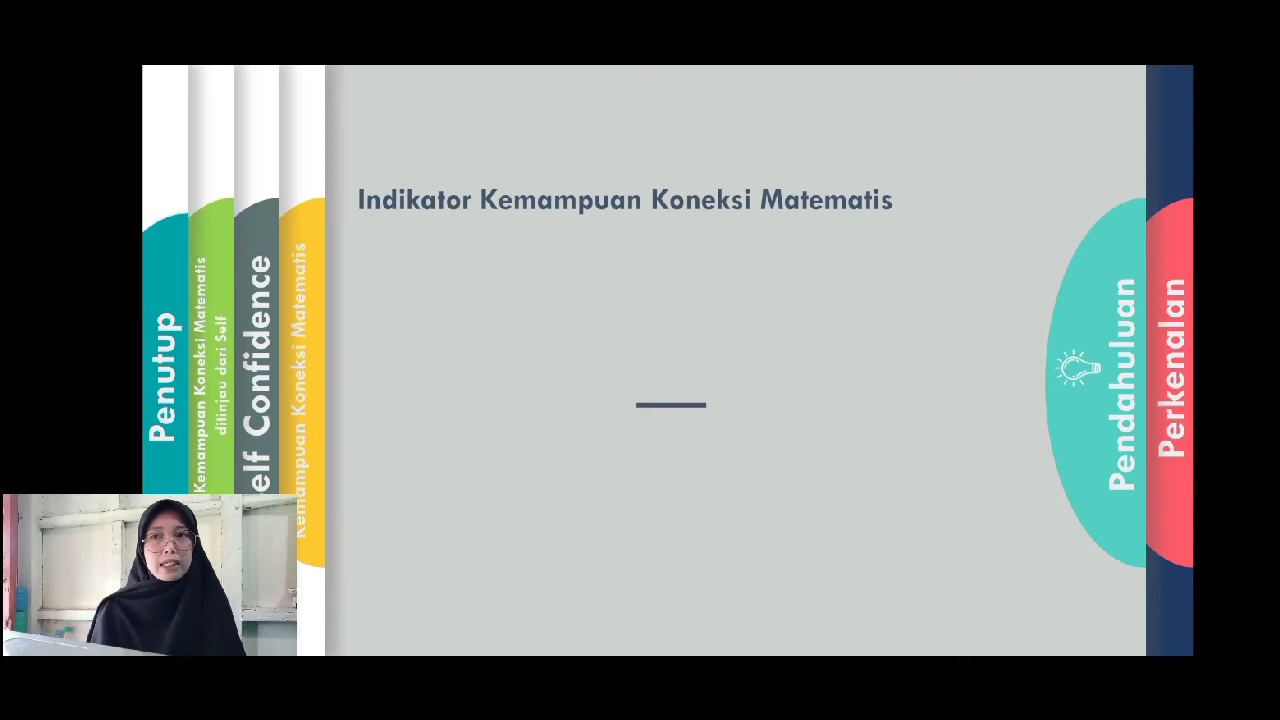 Indikator Kemampuan Koneksi Matematis
Penutup
Kemampuan Koneksi Matematis
ditinjau dari Self
elf Confidence
Kemampuan Koneksi Matematis
Pendahuluan
Perkenalan